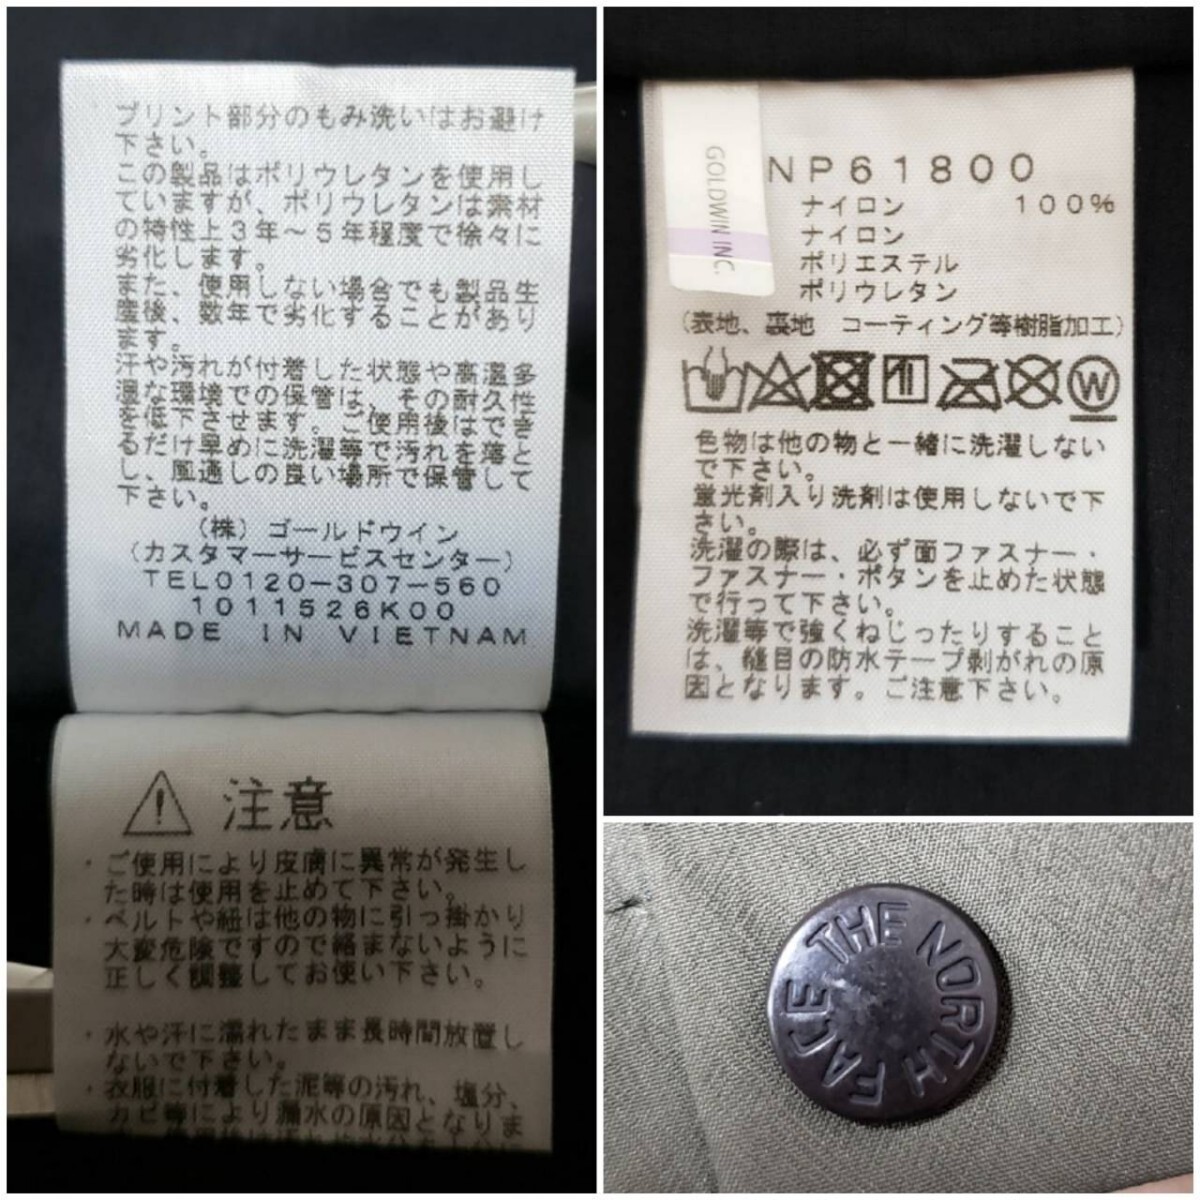 プリント部分のもみ洗いはお避け
下さい。
この製品はポリウレタンを使用し
ていますが、ポリウレタンは素材
の特性上3年～5年程度で徐々に
劣化します。
また、使用しない場合でも製品生
産後、数年で劣化することがあり
ます。
汗や汚れが付着した状態や高温多
湿な環境での保管は、その耐久性
を低下させます。ご使用後はでき
るだけ早めに洗濯等で汚れを落と
し、風通しの良い場所で保管して
下さい。
(株)ゴールドウイン
(カスタマーサービスセンター)
TEL0120-307-560
1011526K00
MADE IN VIETNAM
注意
・ご使用により皮膚に異常が発生し
た時は使用を止めて下さい。
・ベルトや紐は他の物に引っ掛かり
大変危険ですので絡まないように
正しく調整してお使い下さい。
・水や汗に濡れたまま長時間放置し
ないで下さい。
・衣服に付着した泥等の汚れ、塩分、
カビ等により漏水の原因となりま
GOLDWIN INC.
NP61800
ナイロン 100%
ナイロン
ポリエステル
ポリウレタン
(表地、裏地 コーティング等樹脂加工)
W
色物は他の物と一緒に洗濯しない
で下さい。
蛍光剤入り洗剤は使用しないで下
さい。
洗濯の際は、必ず面ファスナー・
ファスナー・ボタンを止めた状態
で行って下さい。
洗濯等で強くねじったりすること
は、縫目の防水テープ剥がれの原
因となります。ご注意下さい。
THE NORTH FACE